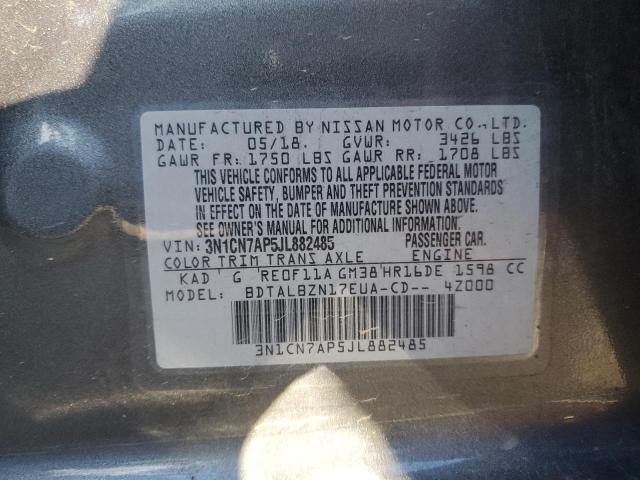 MANUFACTURED BY NISSAN MOTOR CO.,LTD.
DATE: 05/18. GVWR: 3426 LBS
GAWR FR: 1750 LBS GAWR RR: 1708 LBS
THIS VEHICLE CONFORMS TO ALL APPLICABLE FEDERAL MOTOR
VEHICLE SAFETY, BUMPER AND THEFT PREVENTION STANDARDS
IN EFFECT ON THE DATE OF MANUFACTURE SHOWN ABOVE.
SEE OWNER'S MANUAL FOR ADDITIONAL INFORMATION.
VIN: 3N1CN7AP5JL882485 PASSENGER CAR.
COLOR TRIM TRANS AXLE ENGINE
KAD G RE0F11A GM38 HR16DE 1598 CC
MODEL: BDTALBZN17EUA-CD-- 4Z000
3N1CN7AP5JL882485